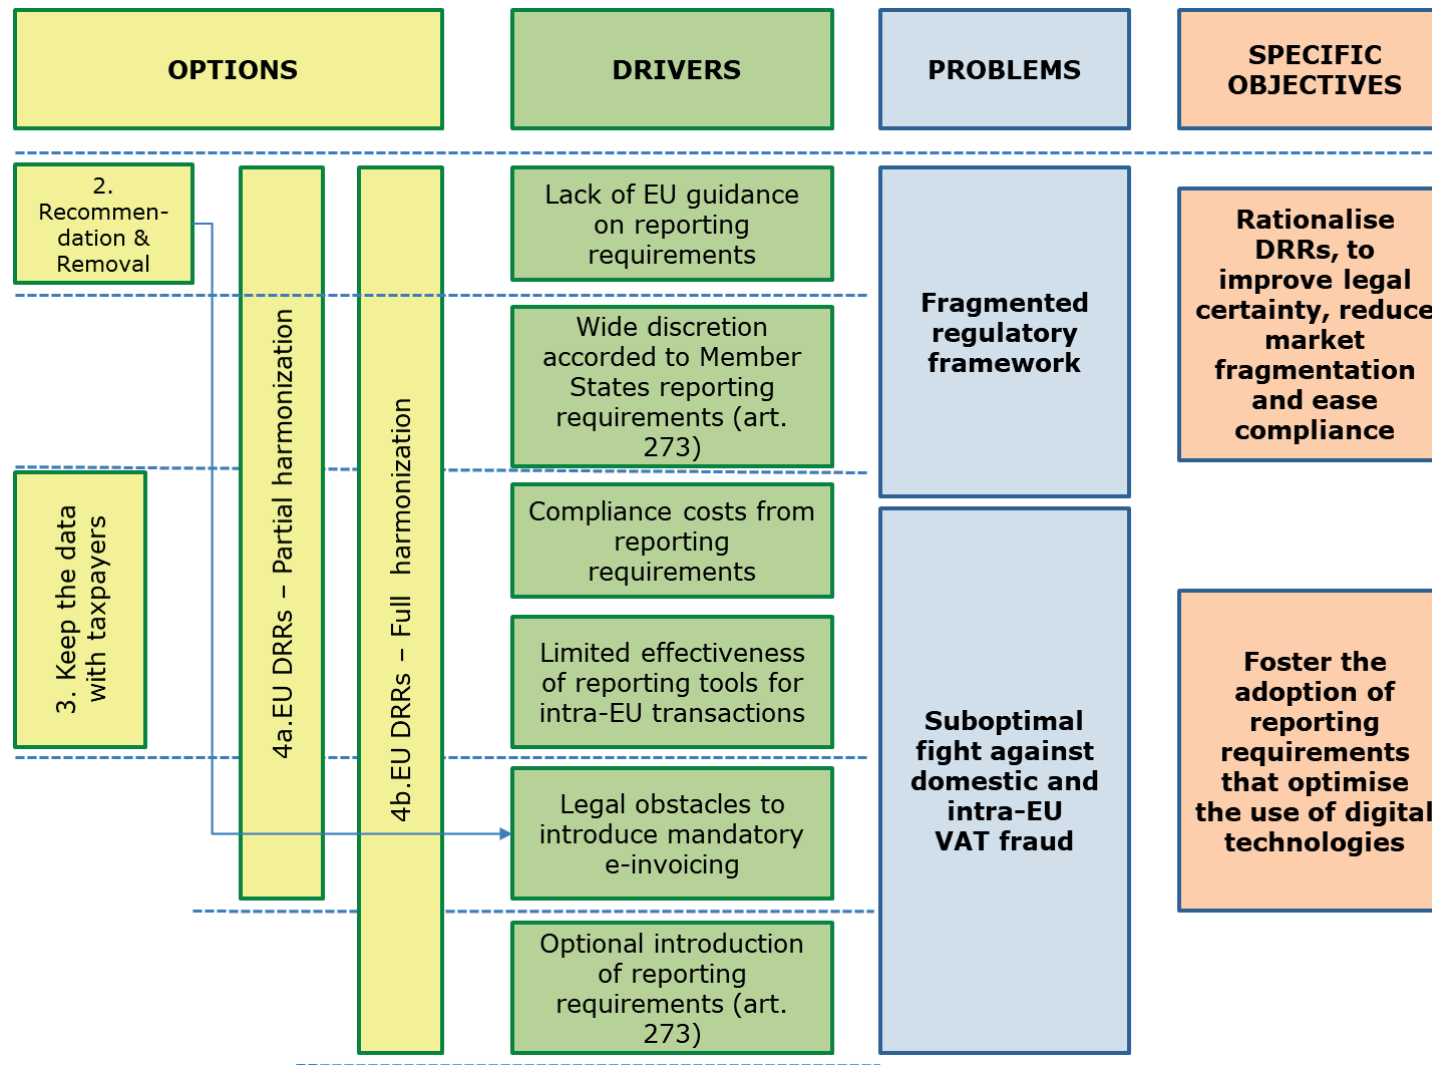 OPTIONS
DRIVERS
PROBLEMS
SPECIFIC
OBJECTIVES
2.
Recommen-
dation &
Removal
3. Keep the data
with taxpayers
4a.EU DRRs – Partial harmonization
4b.EU DRRs – Full harmonization
Lack of EU guidance
on reporting
requirements
Wide discretion
accorded to Member
States reporting
requirements (art.
273)
Compliance costs from
reporting
requirements
Limited effectiveness
of reporting tools for
intra-EU transactions
Legal obstacles to
introduce mandatory
e-invoicing
Optional introduction
of reporting
requirements (art.
273)
Fragmented
regulatory
framework
Suboptimal
fight against
domestic and
intra-EU
VAT fraud
Rationalise
DRRs, to
improve legal
certainty, reduce
market
fragmentation
and ease
compliance
Foster the
adoption of
reporting
requirements
that optimise
the use of digital
technologies